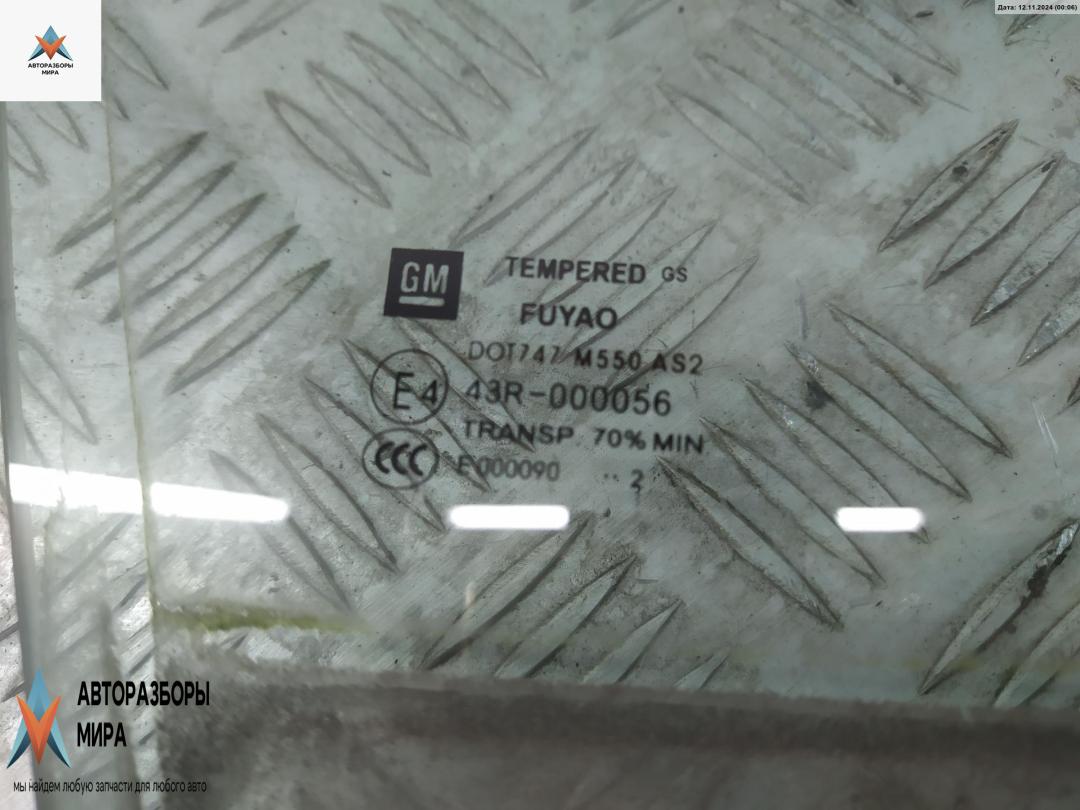 АВТОРАЗБОРЫ
МИРА
Дата: 12.11.2024 (00:06)
GM
TEMPERED GS
FUYAO
DOT747 M550 AS2
E4 43R-000056
TRANSP. 70% MIN
CCC E000090 .. 2
АВТОРАЗБОРЫ
МИРА
мы найдем любую запчасти для любого авто